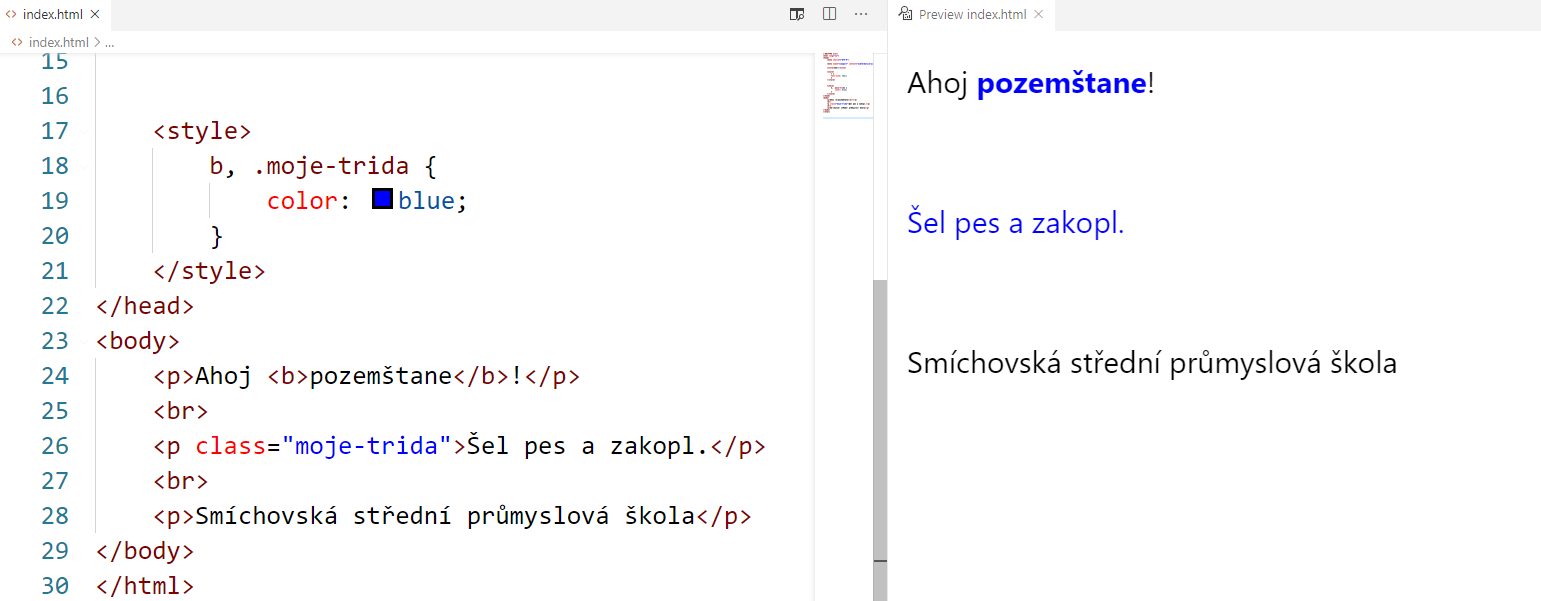 index.html
Preview index.html
index.html > ...
15
16
17 <style>
18 b, .moje-trida {
19 color: blue;
20 }
21 </style>
22 </head>
23 <body>
24 <p>Ahoj <b>pozemštane</b>!</p>
25 <br>
26 <p class="moje-trida">Šel pes a zakopl.</p>
27 <br>
28 <p>Smíchovská střední průmyslová škola</p>
29 </body>
30 </html>
Ahoj pozemštane!
Šel pes a zakopl.
Smíchovská střední průmyslová škola